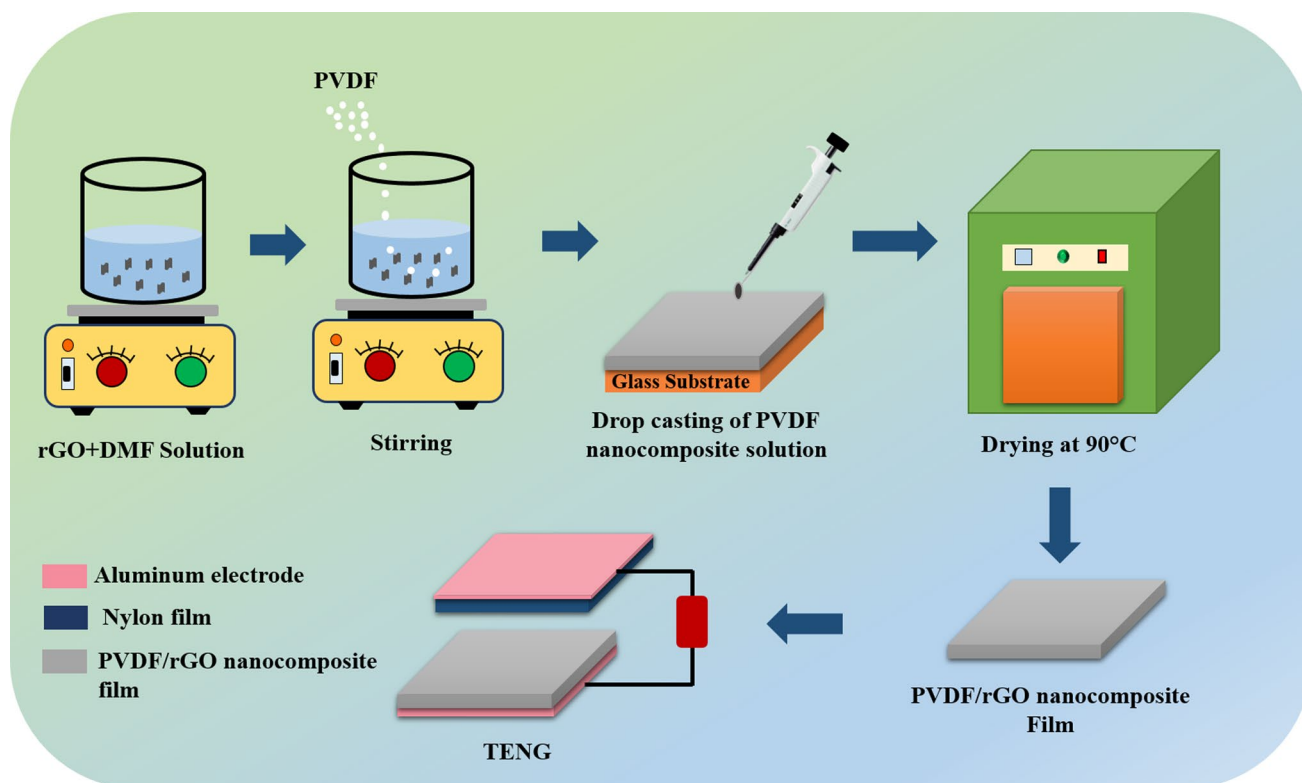 PVDF
rGO+DMF Solution
Stirring
Glass Substrate
Drop casting of PVDF
nanocomposite solution
Drying at 90°C
Aluminum electrode
Nylon film
PVDF/rGO nanocomposite
film
TENG
PVDF/rGO nanocomposite
Film